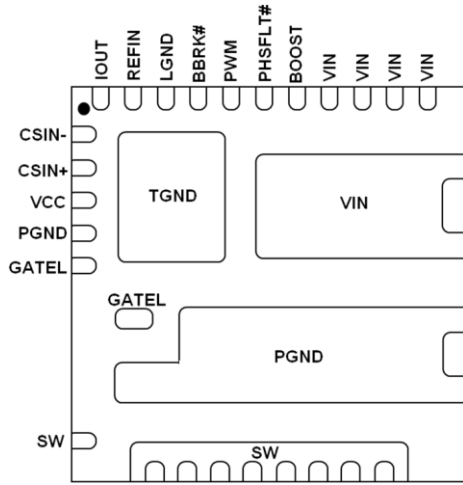 IOUT
REFIN
LGND
BBRK#
PWM
PHSFLT#
BOOST
VIN
VIN
VIN
VIN
CSIN-
CSIN+
VCC
PGND
GATEL
TGND
VIN
GATEL
PGND
SW
SW